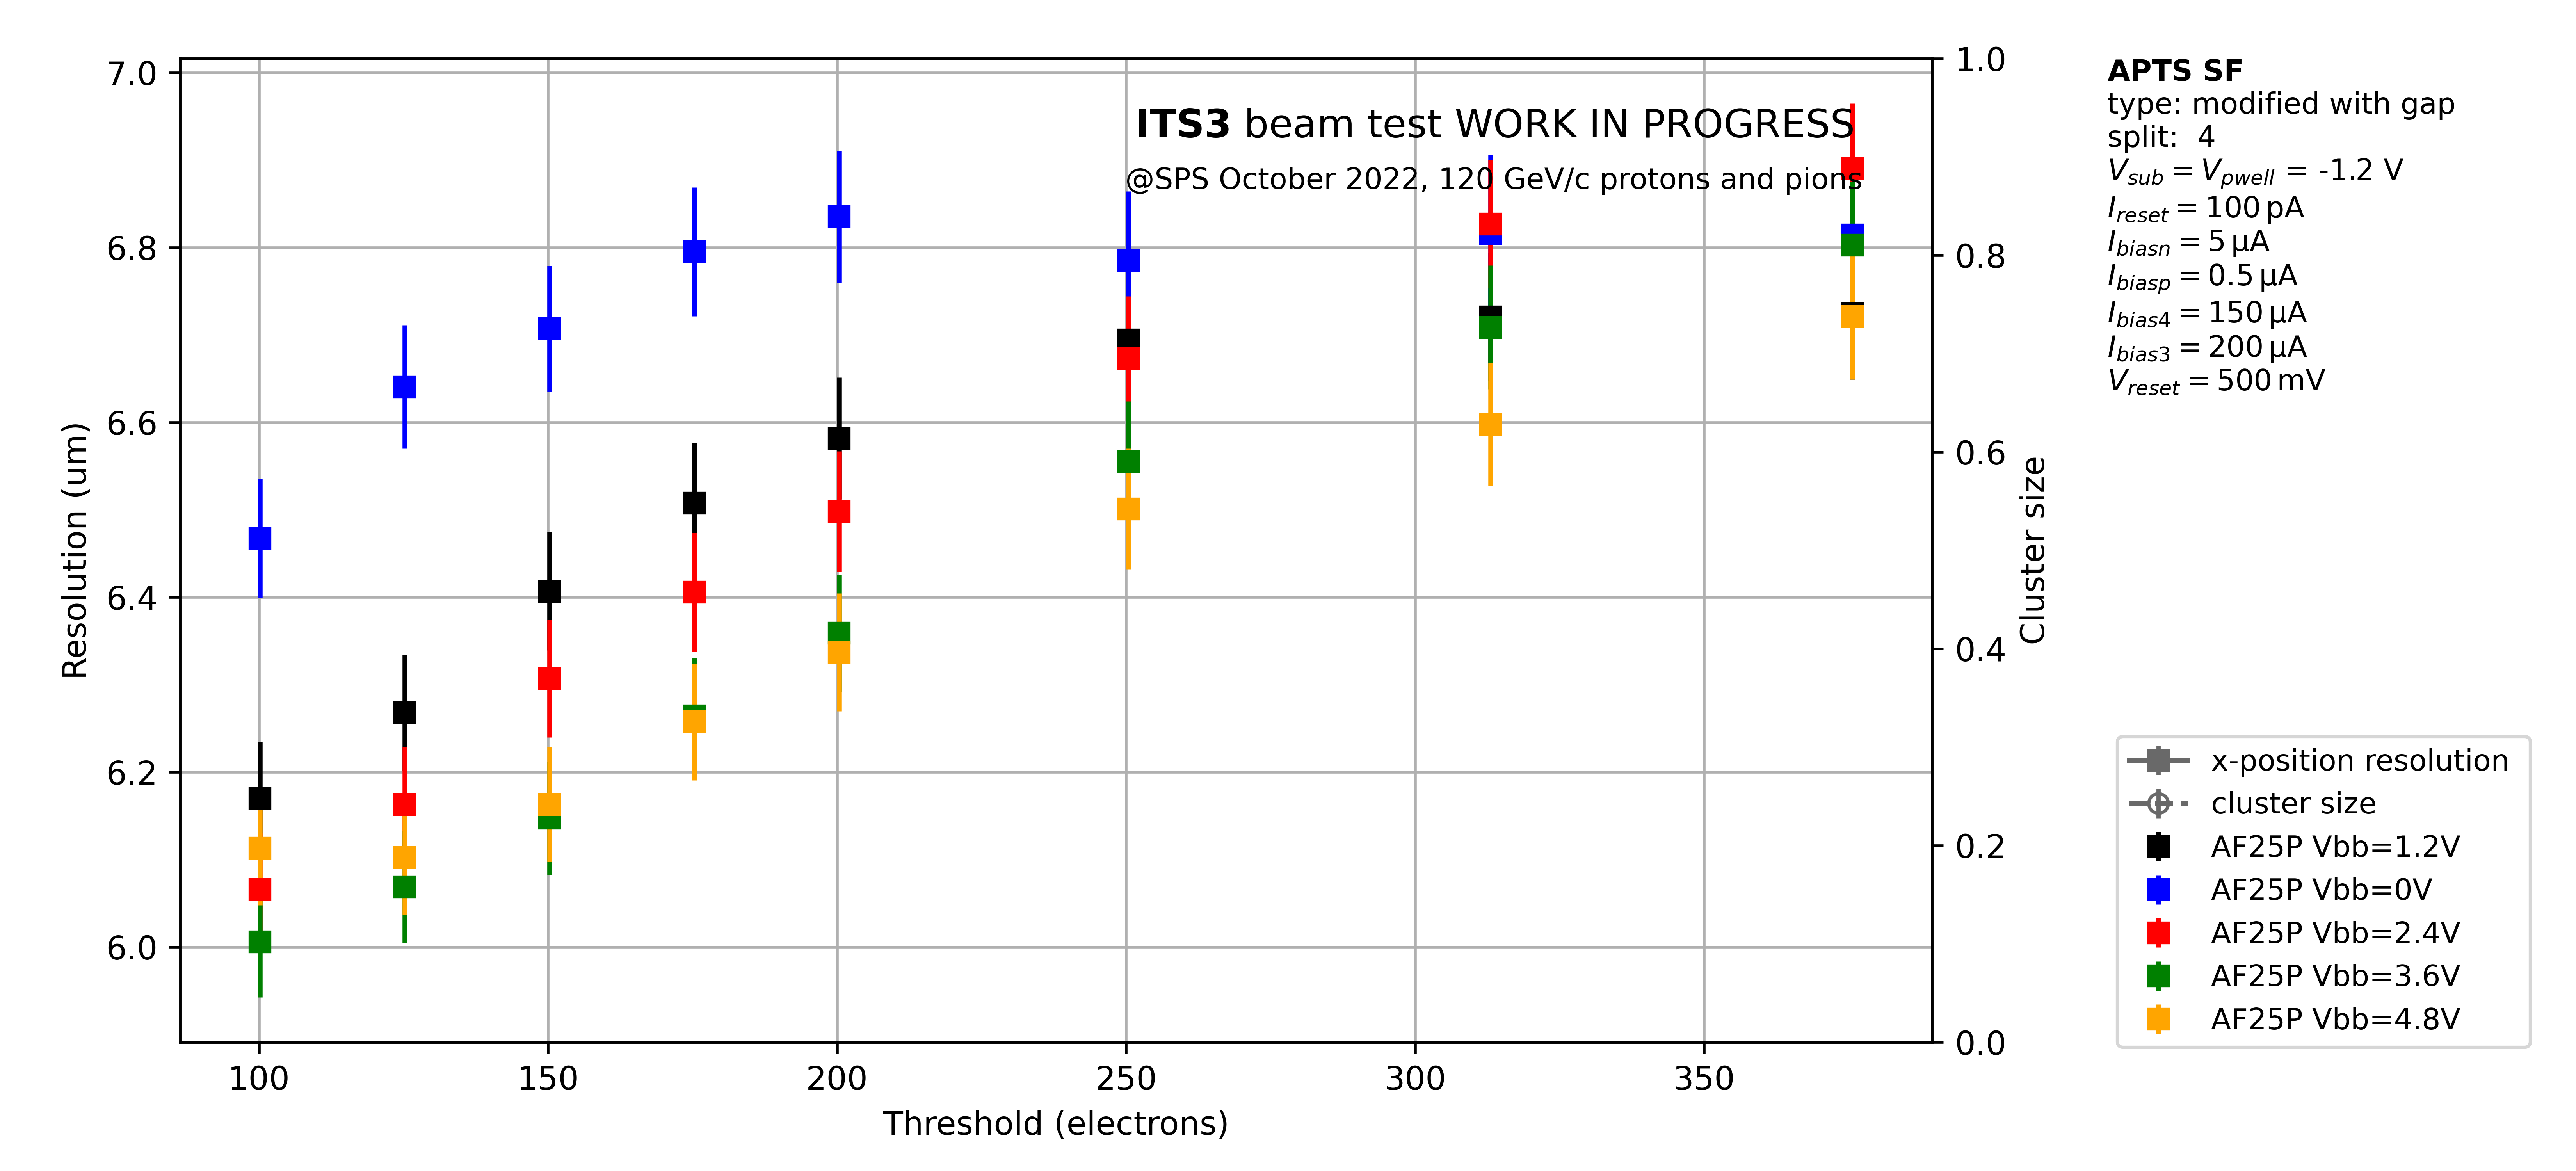 7.0
6.8
6.6
6.4
6.2
6.0
Resolution (um)
ITS3 beam test WORK IN PROGRESS
@SPS October 2022, 120 GeV/c protons and pions
100
150
200
250
300
350
Threshold (electrons)
1.0
0.8
0.6
0.4
0.2
0.0
Cluster size
APTS SF
type: modified with gap
split: 4
V_sub = V_pwell = -1.2 V
I_reset = 100 pA
I_biasn = 5 μA
I_biasp = 0.5 μA
I_bias4 = 150 μA
I_bias3 = 200 μA
V_reset = 500 mV
x-position resolution
cluster size
AF25P Vbb=1.2V
AF25P Vbb=0V
AF25P Vbb=2.4V
AF25P Vbb=3.6V
AF25P Vbb=4.8V